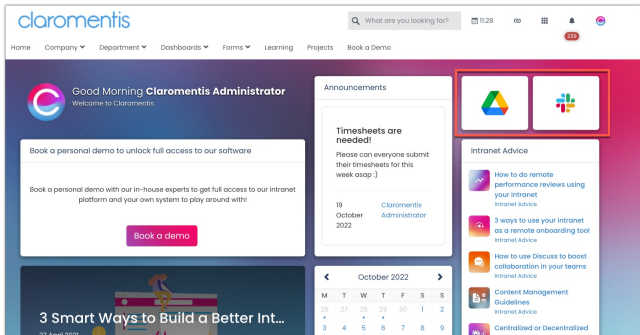 claromentis
What are you looking for?
11:28
239
Home Company Department Dashboards Forms Learning Projects Book a Demo
Good Morning Claromentis Administrator
Welcome to Claromentis
Book a personal demo to unlock full access to our software
Book a personal demo with our in-house experts to get full access to our intranet
platform and your own system to play around with!
Book a demo
3 Smart Ways to Build a Better Int...
27 April 2021
Announcements
Timesheets are
needed!
Please can everyone submit
their timesheets for this
week asap :)
19
October
2022
Claromentis
Administrator
October 2022
M T W T F S S
26 27 28 29 30 1 2
3 4 5 6 7 8 9
Intranet Advice
How to do remote
performance reviews using
your intranet
Intranet Advice
3 ways to use your intranet
as a remote onboarding tool
Intranet Advice
How to use Discuss to boost
collaboration in your teams
Intranet Advice
Content Management
Guidelines
Intranet Advice
Centralized or Decentralized